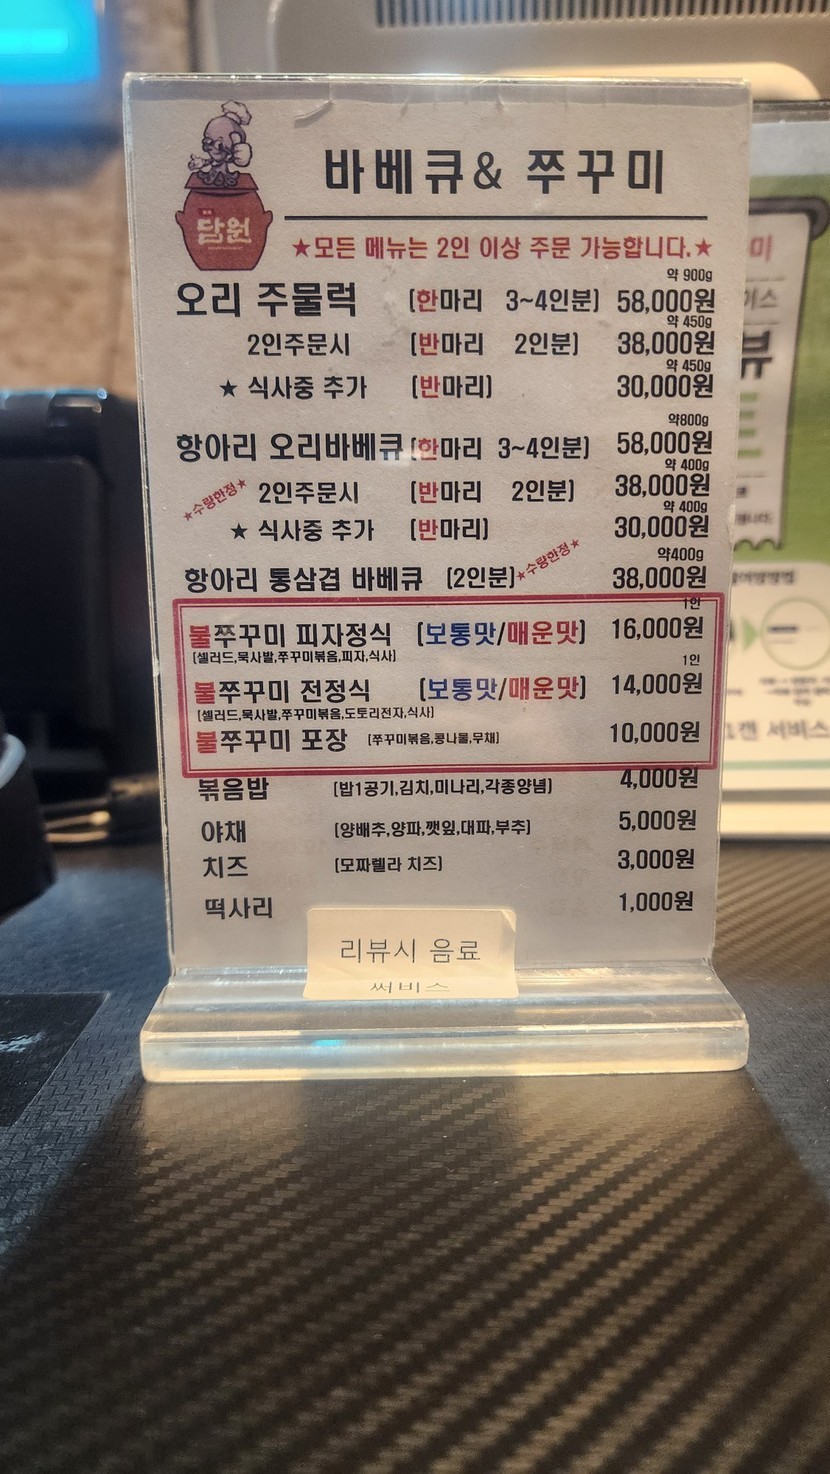 담원
바베큐& 쭈꾸미
★모든 메뉴는 2인 이상 주문 가능합니다.★
약 900g
오리 주물럭 (한마리 3~4인분) 58,000원
약 450g
2인주문시 (반마리 2인분) 38,000원
약 450g
★ 식사중 추가 (반마리) 30,000원
약800g
항아리 오리바베큐 (한마리 3~4인분) 58,000원
약 400g
★수량한정★ 2인주문시 (반마리 2인분) 38,000원
약 400g
★ 식사중 추가 (반마리) 30,000원
약400g
항아리 통삼겹 바베큐 (2인분) ★수량한정★ 38,000원
1인
불쭈꾸미 피자정식 (보통맛/매운맛) 16,000원
(샐러드,묵사발,쭈꾸미볶음,피자,식사)
1인
불쭈꾸미 전정식 (보통맛/매운맛) 14,000원
(샐러드,묵사발,쭈꾸미볶음,도토리전자,식사)
불쭈꾸미 포장 (쭈꾸미볶음,콩나물,무채) 10,000원
볶음밥 (밥1공기,김치,미나리,각종양념) 4,000원
야채 (양배추,양파,깻잎,대파,부추) 5,000원
치즈 (모짜렐라 치즈) 3,000원
떡사리 1,000원
리뷰시 음료
써비스
미
이스
뷰
1캔 서비스